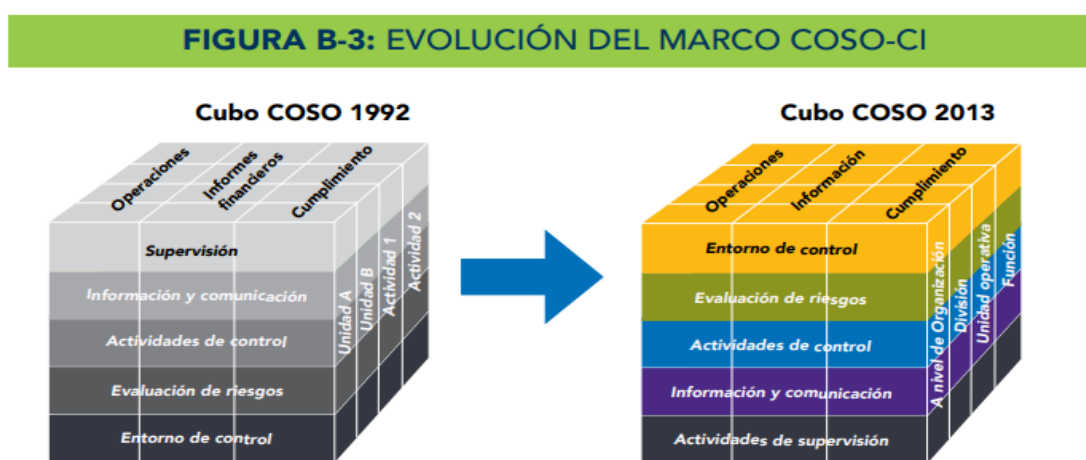 FIGURA B-3: EVOLUCIÓN DEL MARCO COSO-CI
Cubo COSO 1992
Operaciones
Informes
financieros
Cumplimiento
Supervisión
Información y comunicación
Actividades de control
Evaluación de riesgos
Entorno de control
Unidad A
Unidad B
Actividad 1
Actividad 2
Cubo COSO 2013
Operaciones
Información
Cumplimiento
Entorno de control
Evaluación de riesgos
Actividades de control
Información y comunicación
Actividades de supervisión
A nivel de Organización
División
Unidad operativa
Función